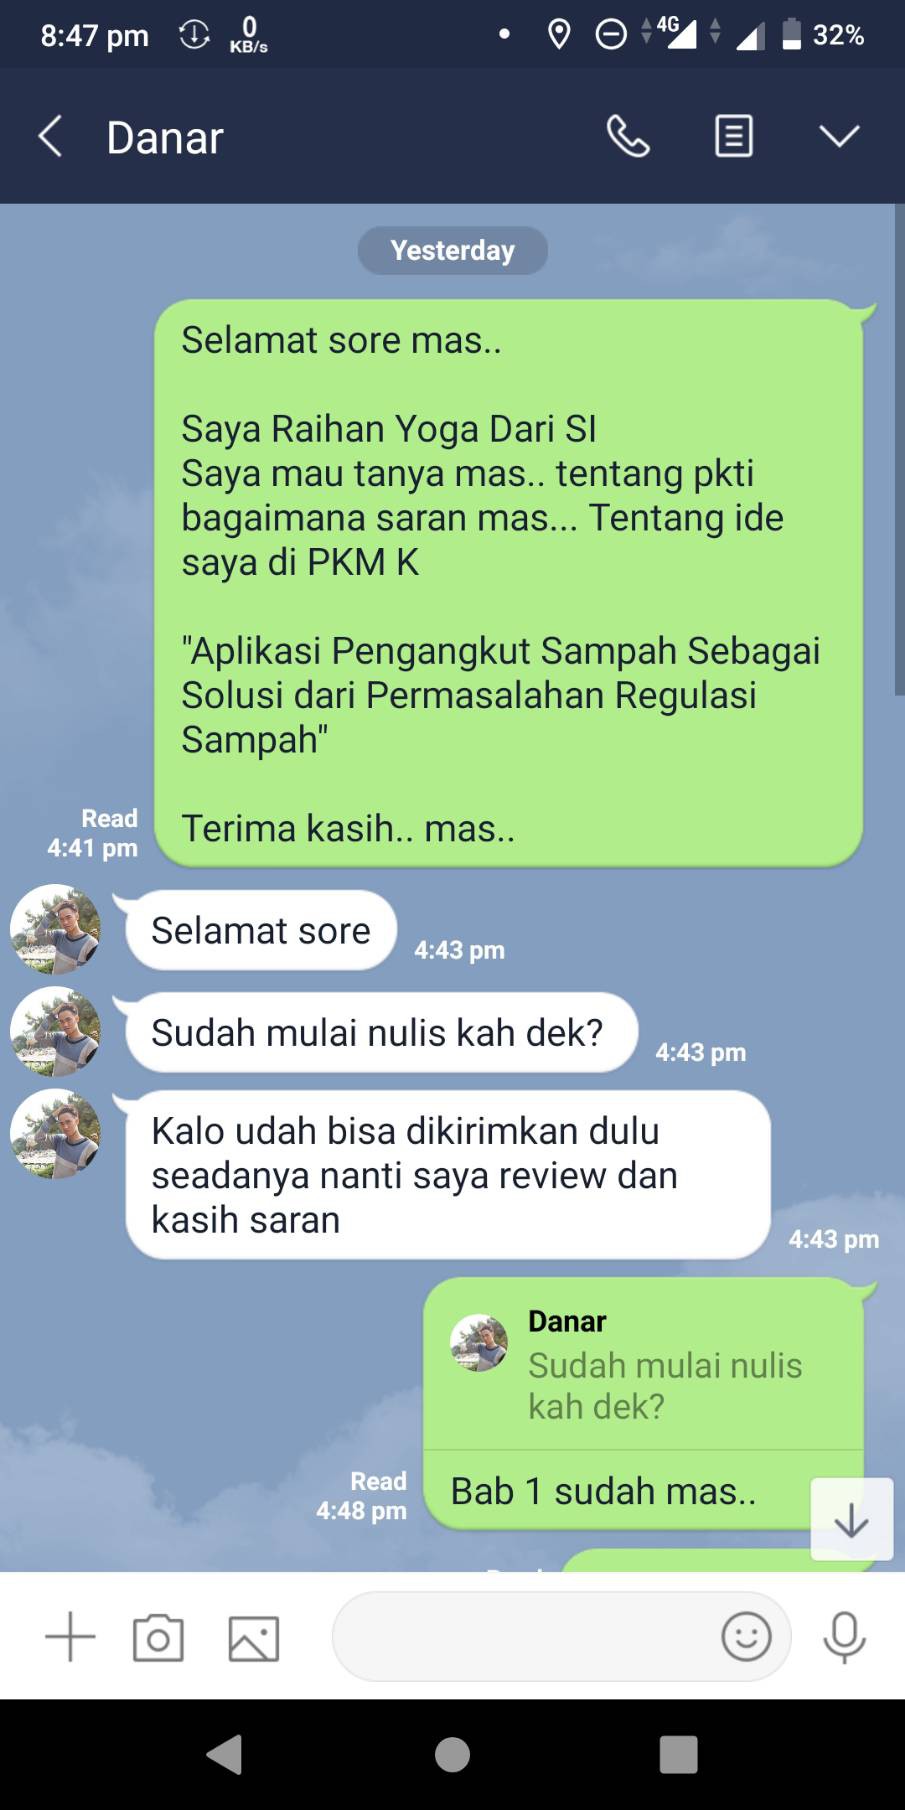 8:47 pm 0 KB/s 4G 32%
Danar
Yesterday
Selamat sore mas..
Saya Raihan Yoga Dari SI
Saya mau tanya mas.. tentang pkti
bagaimana saran mas... Tentang ide
saya di PKM K
"Aplikasi Pengangkut Sampah Sebagai
Solusi dari Permasalahan Regulasi
Sampah"
Terima kasih.. mas..
Read
4:41 pm
Selamat sore
4:43 pm
Sudah mulai nulis kah dek?
4:43 pm
Kalo udah bisa dikirimkan dulu
seadanya nanti saya review dan
kasih saran
4:43 pm
Danar
Sudah mulai nulis
kah dek?
Bab 1 sudah mas..
Read
4:48 pm